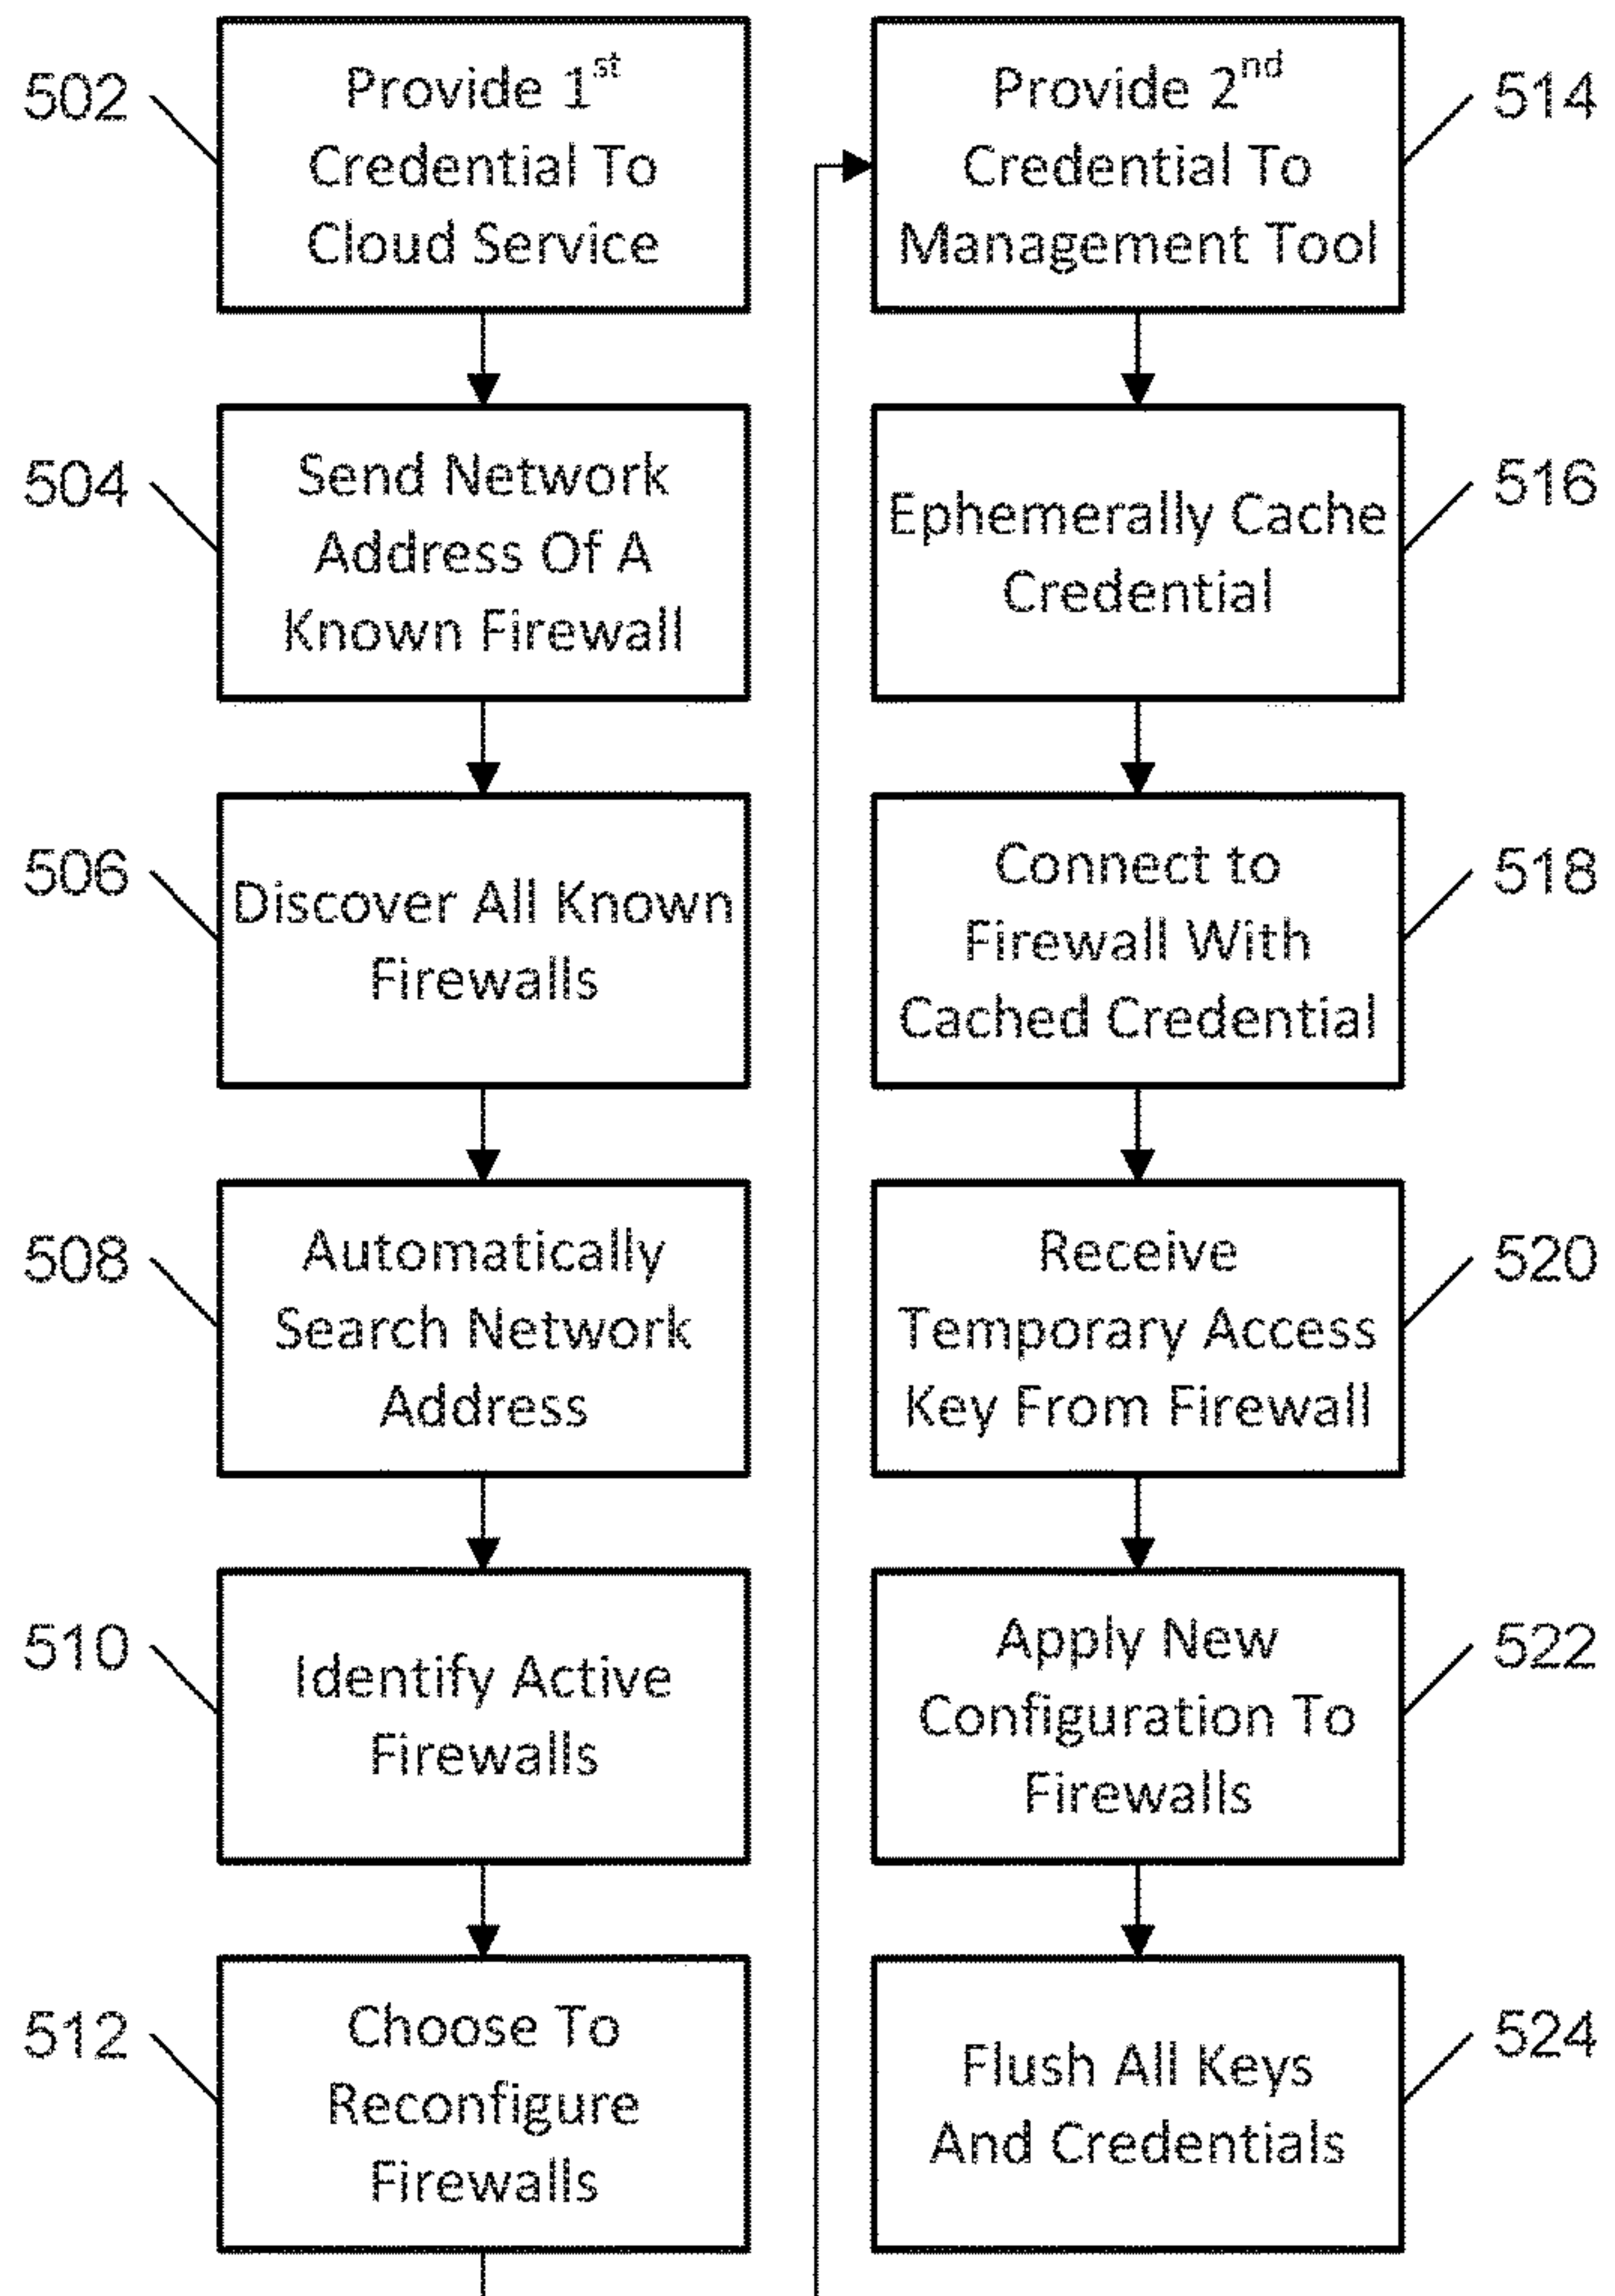 502
Provide 1st
Credential To
Cloud Service
504
Send Network
Address Of A
Known Firewall
506
Discover All Known
Firewalls
508
Automatically
Search Network
Address
510
Identify Active
Firewalls
512
Choose To
Reconfigure
Firewalls
514
Provide 2nd
Credential To
Management Tool
516
Ephemerally Cache
Credential
518
Connect to
Firewall With
Cached Credential
520
Receive
Temporary Access
Key From Firewall
522
Apply New
Configuration To
Firewalls
524
Flush All Keys
And Credentials